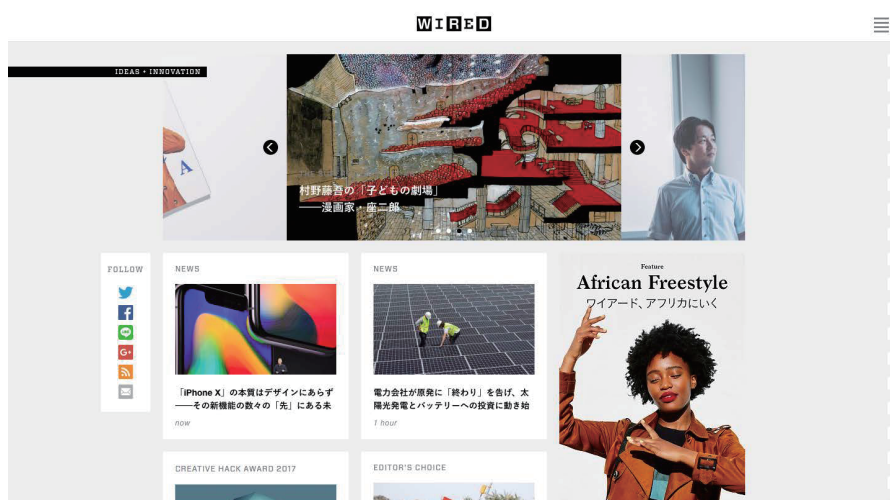 WIRED
IDEAS + INNOVATION
A
村野藤吾の「子どもの劇場」
——漫画家・座二郎
FOLLOW
NEWS
「iPhone X」の本質はデザインにあらず
——その新機能の数々の「先」にある未
now
NEWS
電力会社が原発に「終わり」を告げ、太
陽光発電とバッテリーへの投資に動き始
1 hour
Feature
African Freestyle
ワイアード、アフリカにいく
CREATIVE HACK AWARD 2017
EDITOR'S CHOICE